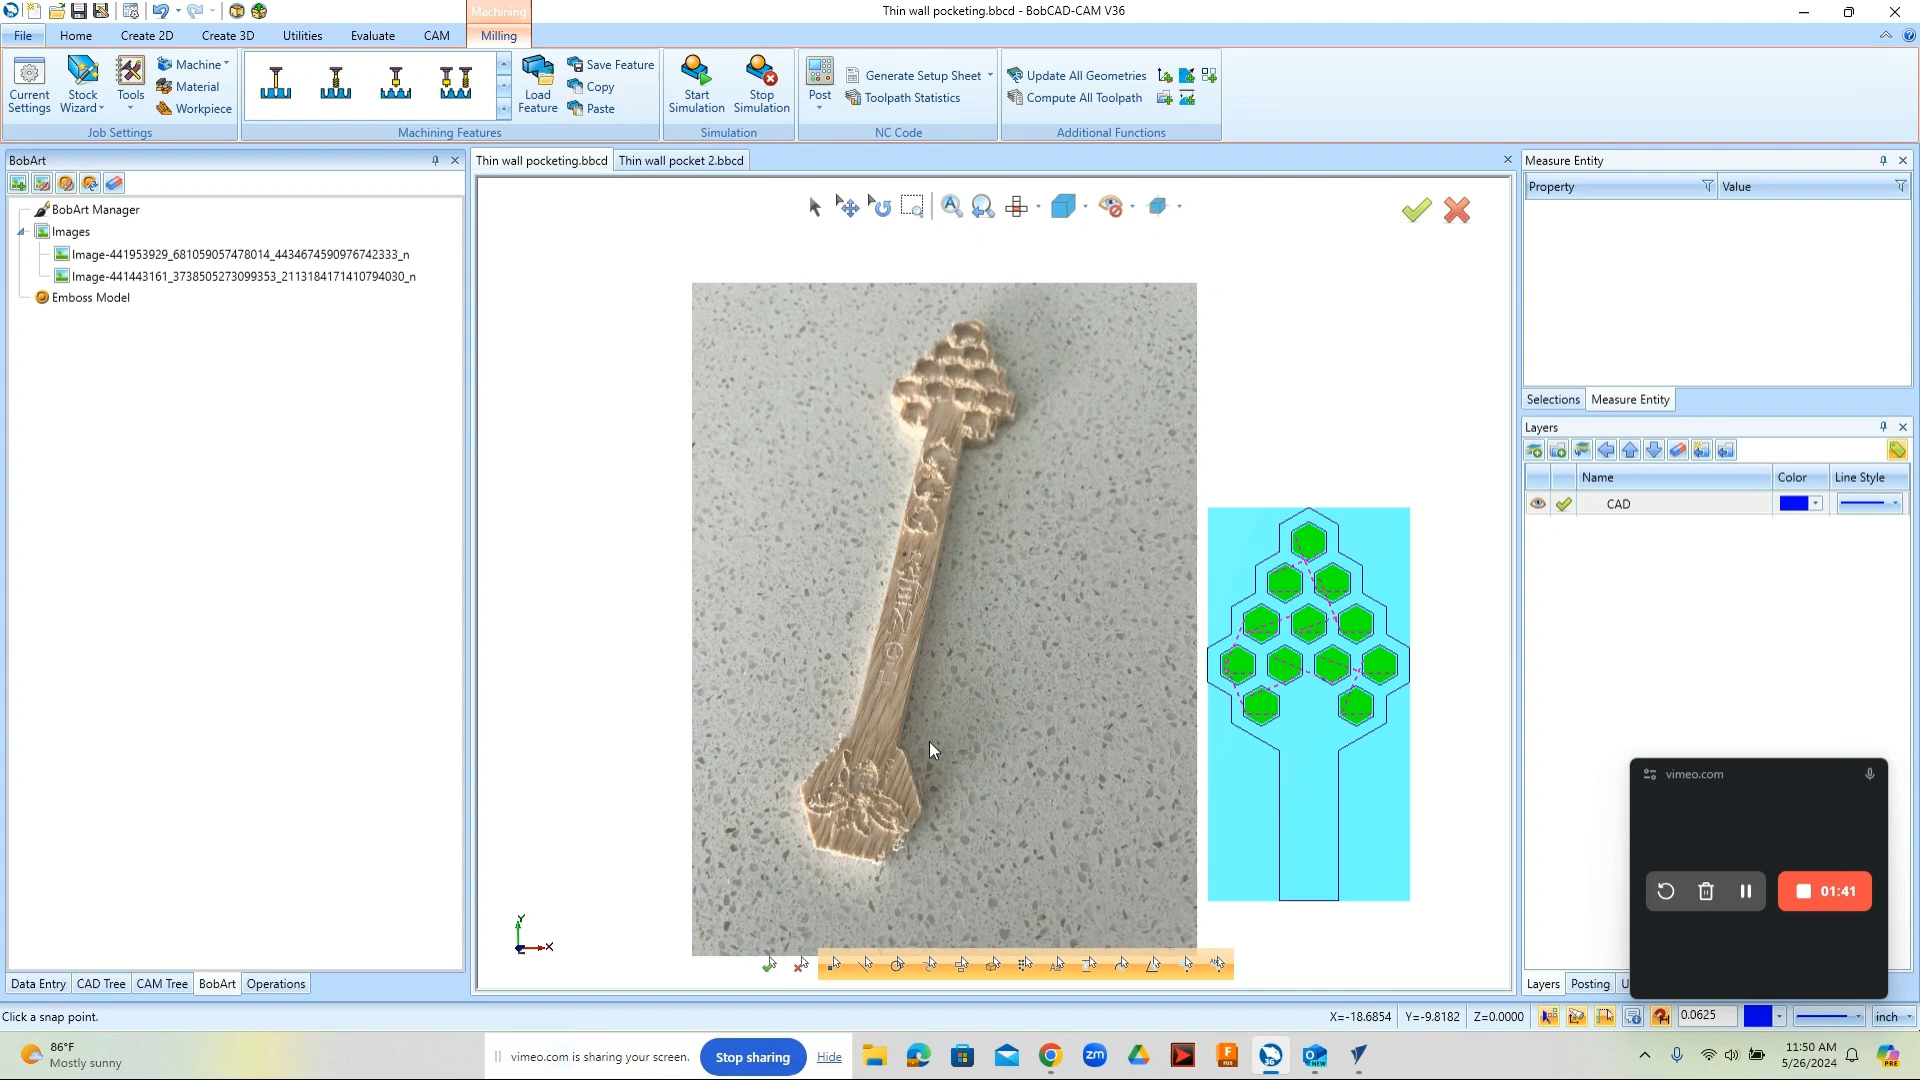 Machining
Thin wall pocketing.bbcd - BobCAD-CAM V36
File Home Create 2D Create 3D Utilities Evaluate CAM Milling
Current Settings
Stock Wizard
Tools
Machine
Material
Workpiece
Job Settings
Load Feature
Save Feature
Copy
Paste
Machining Features
Start Simulation
Stop Simulation
Simulation
Post
Generate Setup Sheet
Toolpath Statistics
NC Code
Update All Geometries
Compute All Toolpath
Additional Functions
BobArt
BobArt Manager
Images
Image-441953929_681059057478014_4434674590976742333_n
Image-441443161_3738505273099353_2113184171410794030_n
Emboss Model
Thin wall pocketing.bbcd Thin wall pocket 2.bbcd
Y
X
Z
Measure Entity
Property Value
Selections Measure Entity
Layers
Name Color Line Style
CAD
vimeo.com
01:41
Data Entry CAD Tree CAM Tree BobArt Operations
Layers Posting U
Click a snap point.
X=-18.6854 Y=-9.8182 Z=0.0000 0.0625 inch
86°F
Mostly sunny
vimeo.com is sharing your screen. Stop sharing Hide
zm
F
FUS
36
NEW
11:50 AM
5/26/2024
PRE